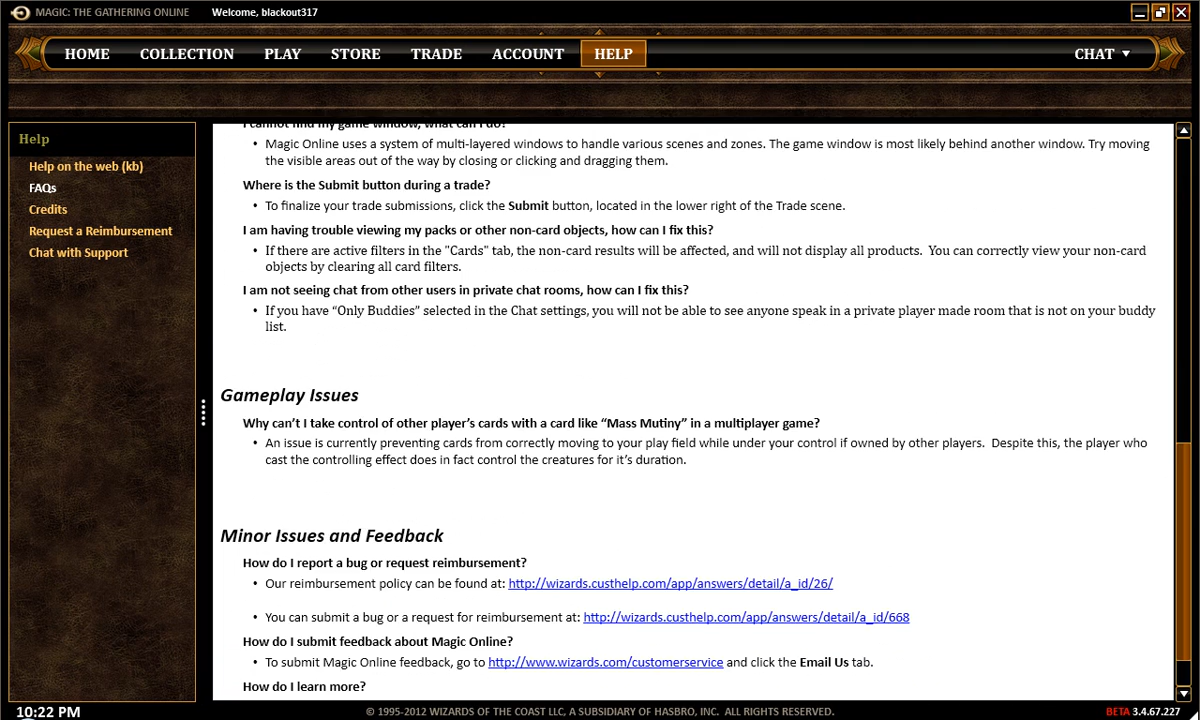 MAGIC: THE GATHERING ONLINE Welcome, blackout317
HOME COLLECTION PLAY STORE TRADE ACCOUNT HELP CHAT ▼
Help
Help on the web (kb)
FAQs
Credits
Request a Reimbursement
Chat with Support
I cannot find my game window, what can I do?
• Magic Online uses a system of multi-layered windows to handle various scenes and zones. The game window is most likely behind another window. Try moving
the visible areas out of the way by closing or clicking and dragging them.
Where is the Submit button during a trade?
• To finalize your trade submissions, click the Submit button, located in the lower right of the Trade scene.
I am having trouble viewing my packs or other non-card objects, how can I fix this?
• If there are active filters in the "Cards" tab, the non-card results will be affected, and will not display all products.  You can correctly view your non-card
objects by clearing all card filters.
I am not seeing chat from other users in private chat rooms, how can I fix this?
• If you have “Only Buddies” selected in the Chat settings, you will not be able to see anyone speak in a private player made room that is not on your buddy
list.
Gameplay Issues
Why can’t I take control of other player’s cards with a card like “Mass Mutiny” in a multiplayer game?
• An issue is currently preventing cards from correctly moving to your play field while under your control if owned by other players.  Despite this, the player who
cast the controlling effect does in fact control the creatures for it’s duration.
Minor Issues and Feedback
How do I report a bug or request reimbursement?
• Our reimbursement policy can be found at: http://wizards.custhelp.com/app/answers/detail/a_id/26/
• You can submit a bug or a request for reimbursement at: http://wizards.custhelp.com/app/answers/detail/a_id/668
How do I submit feedback about Magic Online?
• To submit Magic Online feedback, go to http://www.wizards.com/customerservice and click the Email Us tab.
How do I learn more?
10:22 PM © 1995-2012 WIZARDS OF THE COAST LLC, A SUBSIDIARY OF HASBRO, INC.  ALL RIGHTS RESERVED. BETA 3.4.67.227